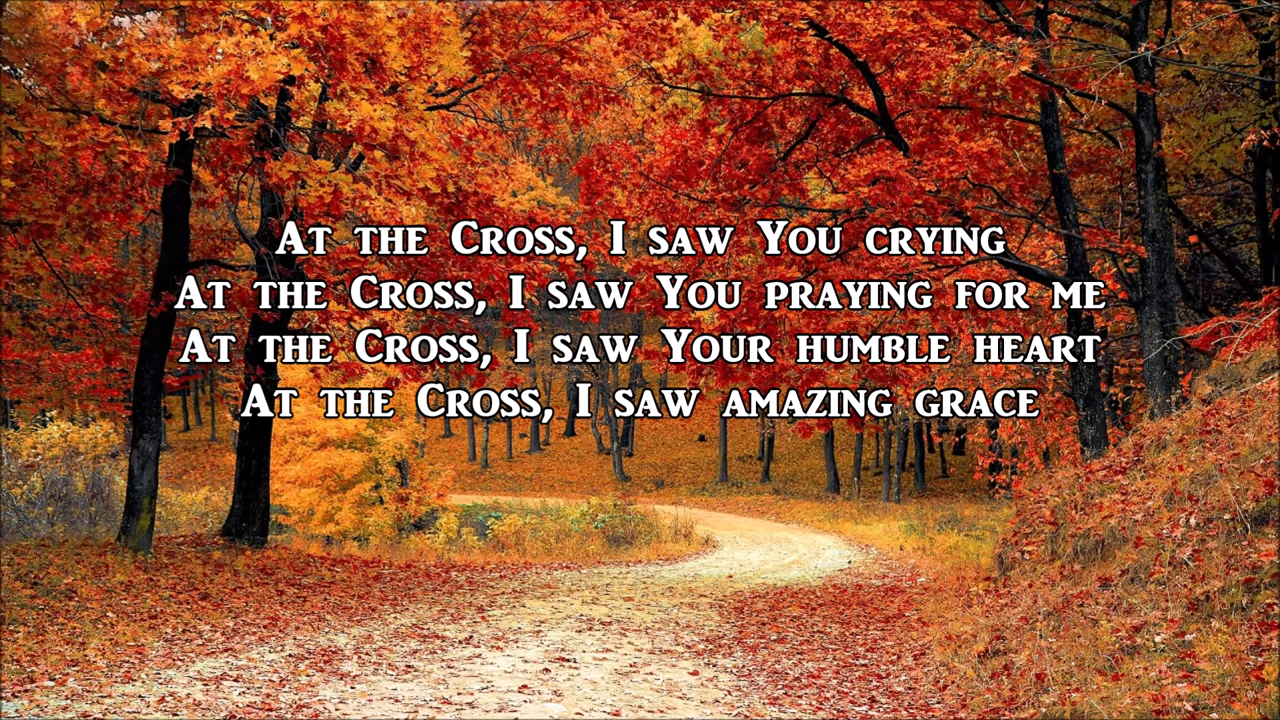 At the Cross, I saw You crying
At the Cross, I saw You praying for me
At the Cross, I saw Your humble heart
At the Cross, I saw amazing grace